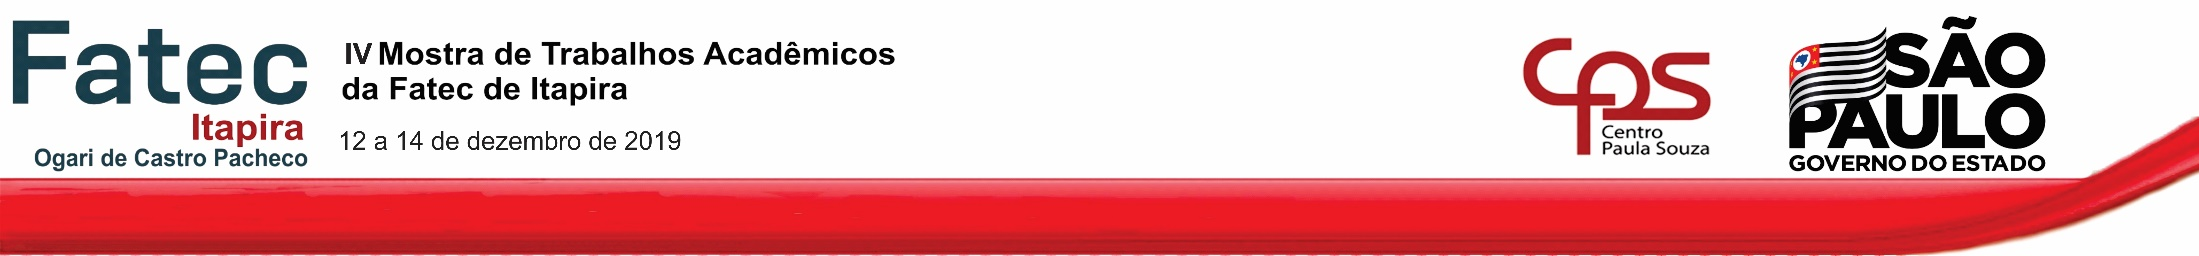 Fatec
Itapira
Ogari de Castro Pacheco
IV Mostra de Trabalhos Acadêmicos
da Fatec de Itapira
12 a 14 de dezembro de 2019
cps
Centro
Paula Souza
SÃO
PAULO
GOVERNO DO ESTADO